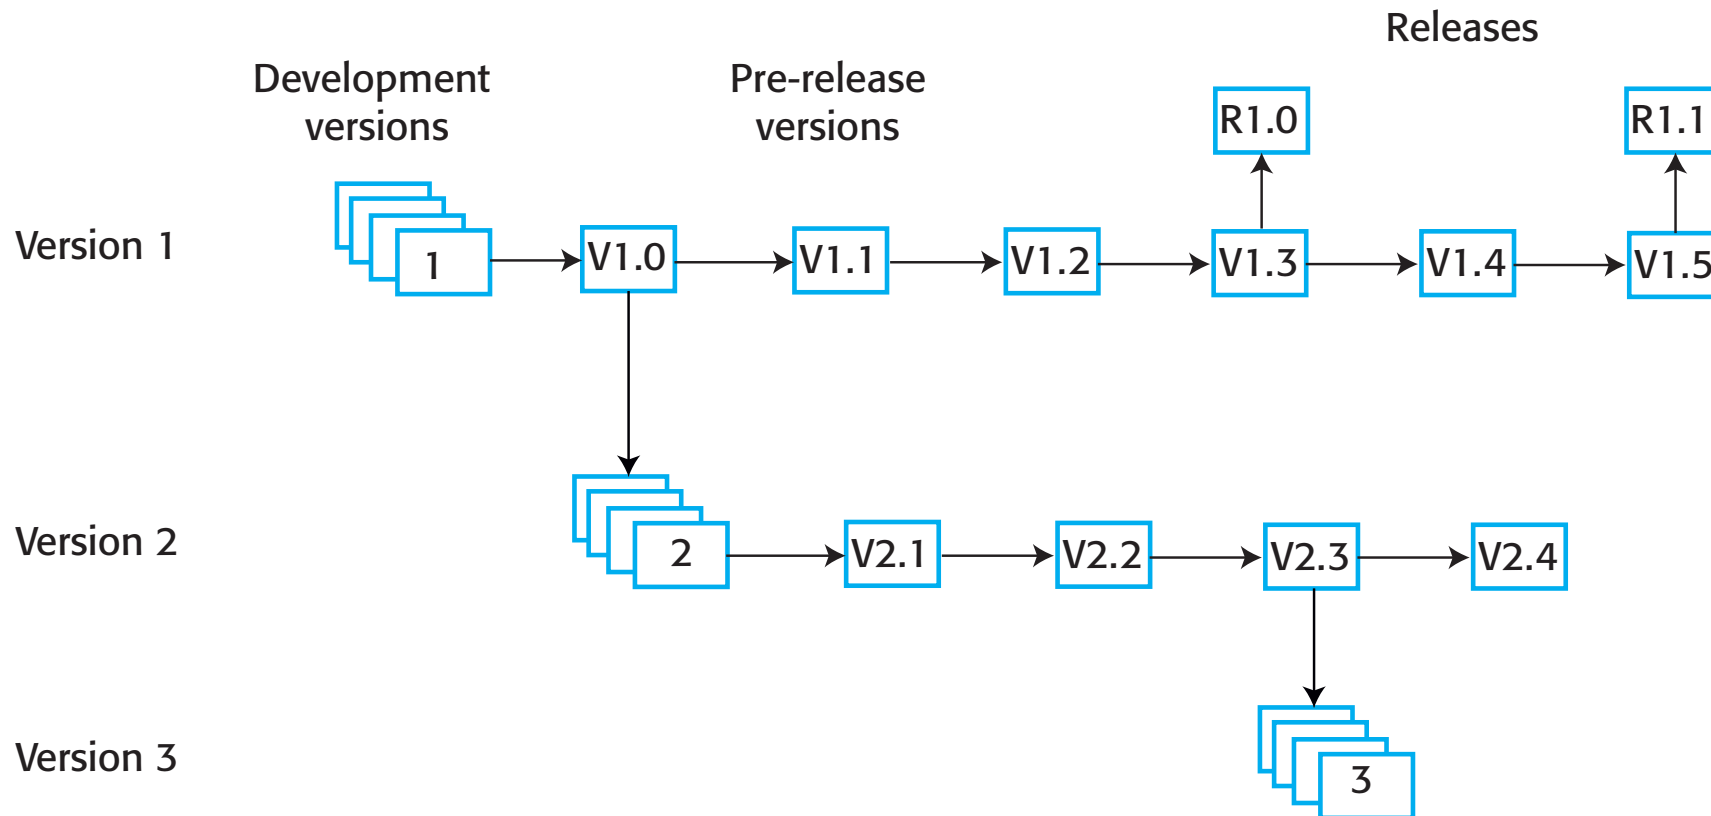 Releases
Development
versions
Pre-release
versions
R1.0
R1.1
Version 1
1
V1.0
V1.1
V1.2
V1.3
V1.4
V1.5
Version 2
2
V2.1
V2.2
V2.3
V2.4
Version 3
3